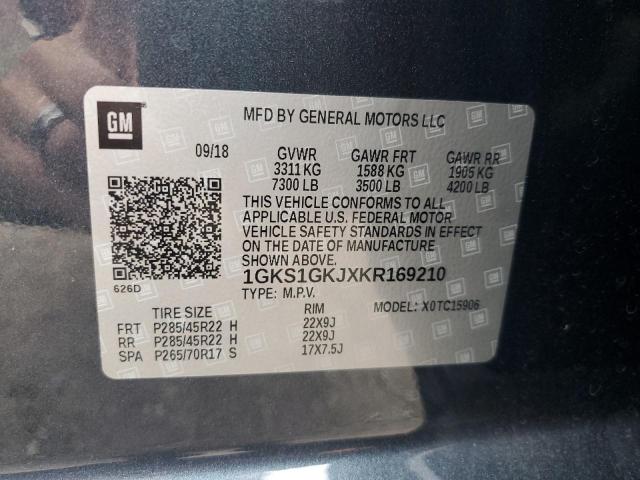 GM
MFD BY GENERAL MOTORS LLC
09/18 GVWR GAWR FRT GAWR RR
3311 KG 1588 KG 1905 KG
7300 LB 3500 LB 4200 LB
THIS VEHICLE CONFORMS TO ALL
APPLICABLE U.S. FEDERAL MOTOR
VEHICLE SAFETY STANDARDS IN EFFECT
ON THE DATE OF MANUFACTURE
SHOWN ABOVE.
626D 1GKS1GKJXKR169210
TYPE: M.P.V. MODEL: X0TC15906
TIRE SIZE RIM
FRT P285/45R22 H 22X9J
RR P285/45R22 H 22X9J
SPA P265/70R17 S 17X7.5J